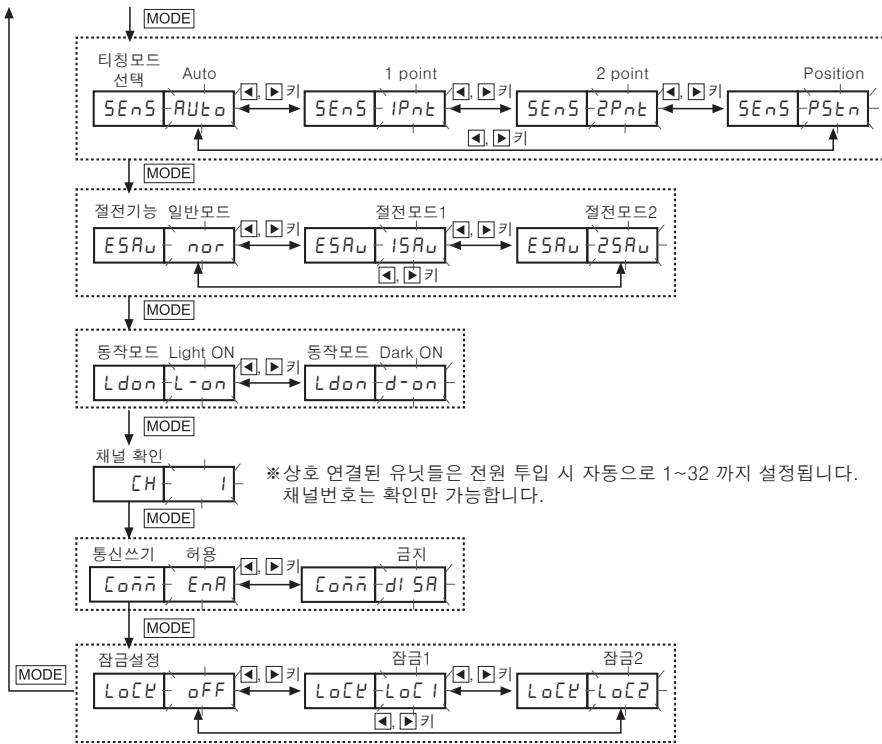 MODE
티칭모드
선택 Auto 1 point 2 point Position
SEnS AUto ◀, ▶ 키 SEnS 1Pnt ◀, ▶ 키 SEnS 2Pnt ◀, ▶ 키 SEnS PStn
◀, ▶ 키
MODE
절전기능 일반모드 절전모드1 절전모드2
ESAv nor ◀, ▶ 키 ESAv 1SAv ◀, ▶ 키 ESAv 2SAv
◀, ▶ 키
MODE
동작모드 Light ON 동작모드 Dark ON
Ldon L-on ◀, ▶ 키 Ldon d-on
MODE
채널 확인
CH 1
※상호 연결된 유닛들은 전원 투입 시 자동으로 1~32 까지 설정됩니다.
채널번호는 확인만 가능합니다.
MODE
통신쓰기 허용 금지
Comm EnA ◀, ▶ 키 Comm diSA
MODE
잠금설정 잠금1 잠금2
MODE LoCK oFF ◀, ▶ 키 LoCK LoC1 ◀, ▶ 키 LoCK LoC2
◀, ▶ 키